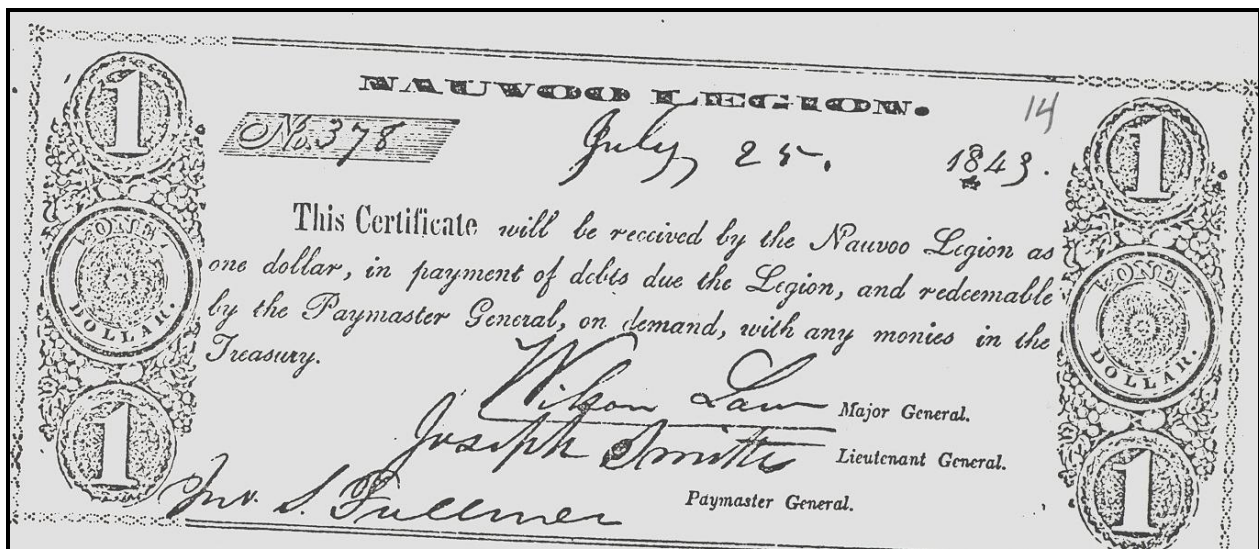 1
1
NAUVOO LEGION.
14
No. 378
July, 25. 1843.
This Certificate will be received by the Nauvoo Legion as
one dollar, in payment of debts due the Legion, and redeemable
by the Paymaster General, on demand, with any monies in the
Treasury.
ONE
DOLLAR.
ONE
DOLLAR.
Wilson Law Major General.
Joseph Smith Lieutenant General.
Jno. S. Fullmer Paymaster General.
1
1